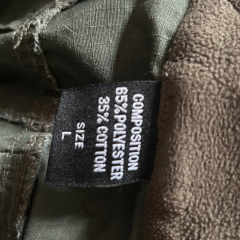 COMPOSITION
65%POLYESTER
35%COTTON
SIZE
L